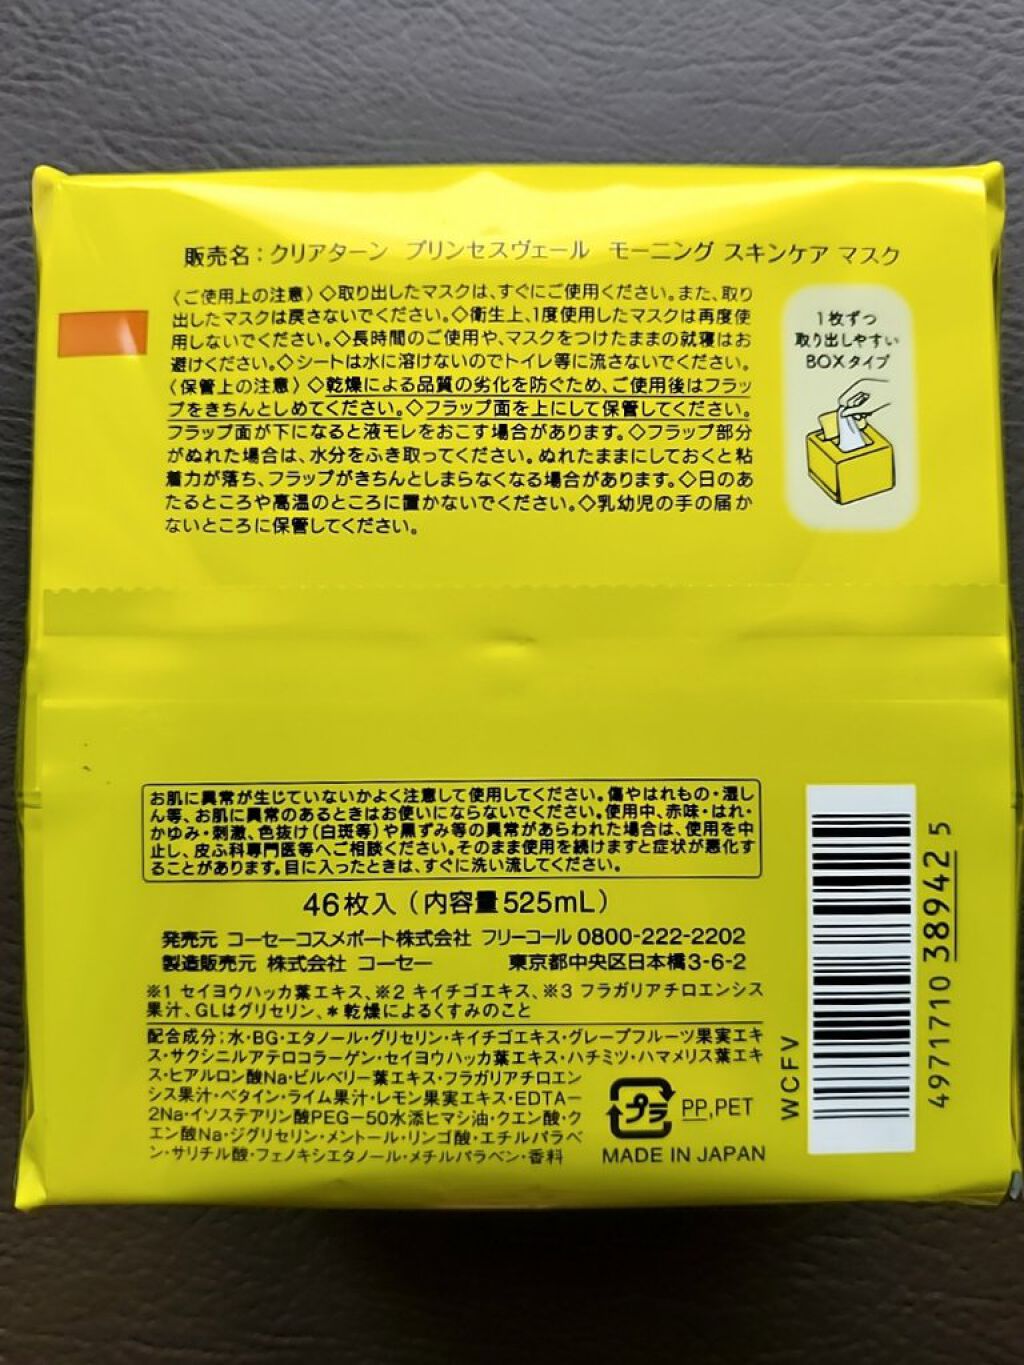 販売名：クリアターン プリンセスヴェール モーニング スキンケア マスク
〈ご使用上の注意〉◇取り出したマスクは、すぐにご使用ください。また、取り
出したマスクは戻さないでください。◇衛生上、1度使用したマスクは再度使
用しないでください。◇長時間のご使用や、マスクをつけたままの就寝はお
避けください。◇シートは水に溶けないのでトイレ等に流さないでください。
〈保管上の注意〉◇乾燥による品質の劣化を防ぐため、ご使用後はフラッ
プをきちんとしめてください。◇フラップ面を上にして保管してください。
フラップ面が下になると液モレをおこす場合があります。◇フラップ部分
がぬれた場合は、水分をふき取ってください。ぬれたままにしておくと粘
着力が落ち、フラップがきちんとしまらなくなる場合があります。◇日のあ
たるところや高温のところに置かないでください。◇乳幼児の手の届か
ないところに保管してください。
1枚ずつ
取り出しやすい
BOXタイプ
お肌に異常が生じていないかよく注意して使用してください。傷やはれもの・湿し
ん等、お肌に異常のあるときはお使いにならないでください。使用中、赤味・はれ・
かゆみ・刺激、色抜け（白斑等）や黒ずみ等の異常があらわれた場合は、使用を中
止し、皮ふ科専門医等へご相談ください。そのまま使用を続けますと症状が悪化す
ることがあります。目に入ったときは、すぐに洗い流してください。
46枚入（内容量525mL）
発売元 コーセーコスメポート株式会社 フリーコール 0800-222-2202
製造販売元 株式会社 コーセー 東京都中央区日本橋3-6-2
※1 セイヨウハッカ葉エキス、※2 キイチゴエキス、※3 フラガリアチロエンシス
果汁、GLはグリセリン、＊乾燥によるくすみのこと
配合成分：水・BG・エタノール・グリセリン・キイチゴエキス・グレープフルーツ果実エキ
ス・サクシニルアテロコラーゲン・セイヨウハッカ葉エキス・ハチミツ・ハマメリス葉エキ
ス・ヒアルロン酸Na・ビルベリー葉エキス・フラガリアチロエン
シス果汁・ベタイン・ライム果汁・レモン果実エキス・EDTA－
2Na・イソステアリン酸PEG－50水添ヒマシ油・クエン酸・ク
エン酸Na・ジグリセリン・メントール・リンゴ酸・エチルパラベ
ン・サリチル酸・フェノキシエタノール・メチルパラベン・香料
プラ
PP,PET
MADE IN JAPAN
WCFV
4971710 38942 5